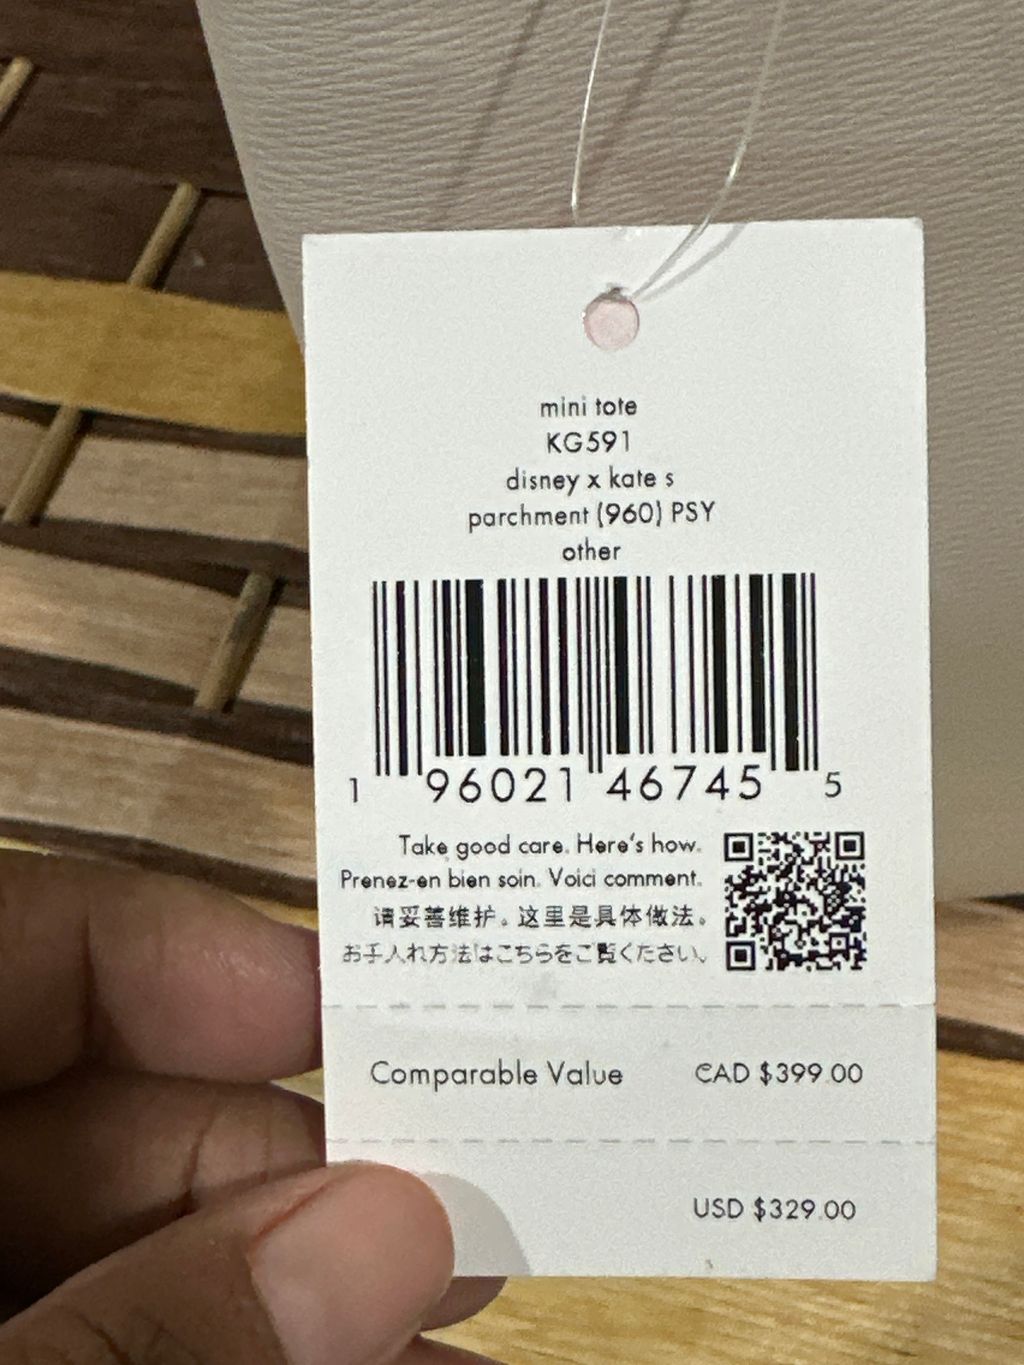 mini tote
KG591
disney x kate s
parchment (960) PSY
other
1 96021 46745 5
Take good care. Here's how.
Prenez-en bien soin. Voici comment.
请妥善维护。这里是具体做法。
お手入れ方法はこちらをご覧ください。
Comparable Value CAD $399.00
USD $329.00